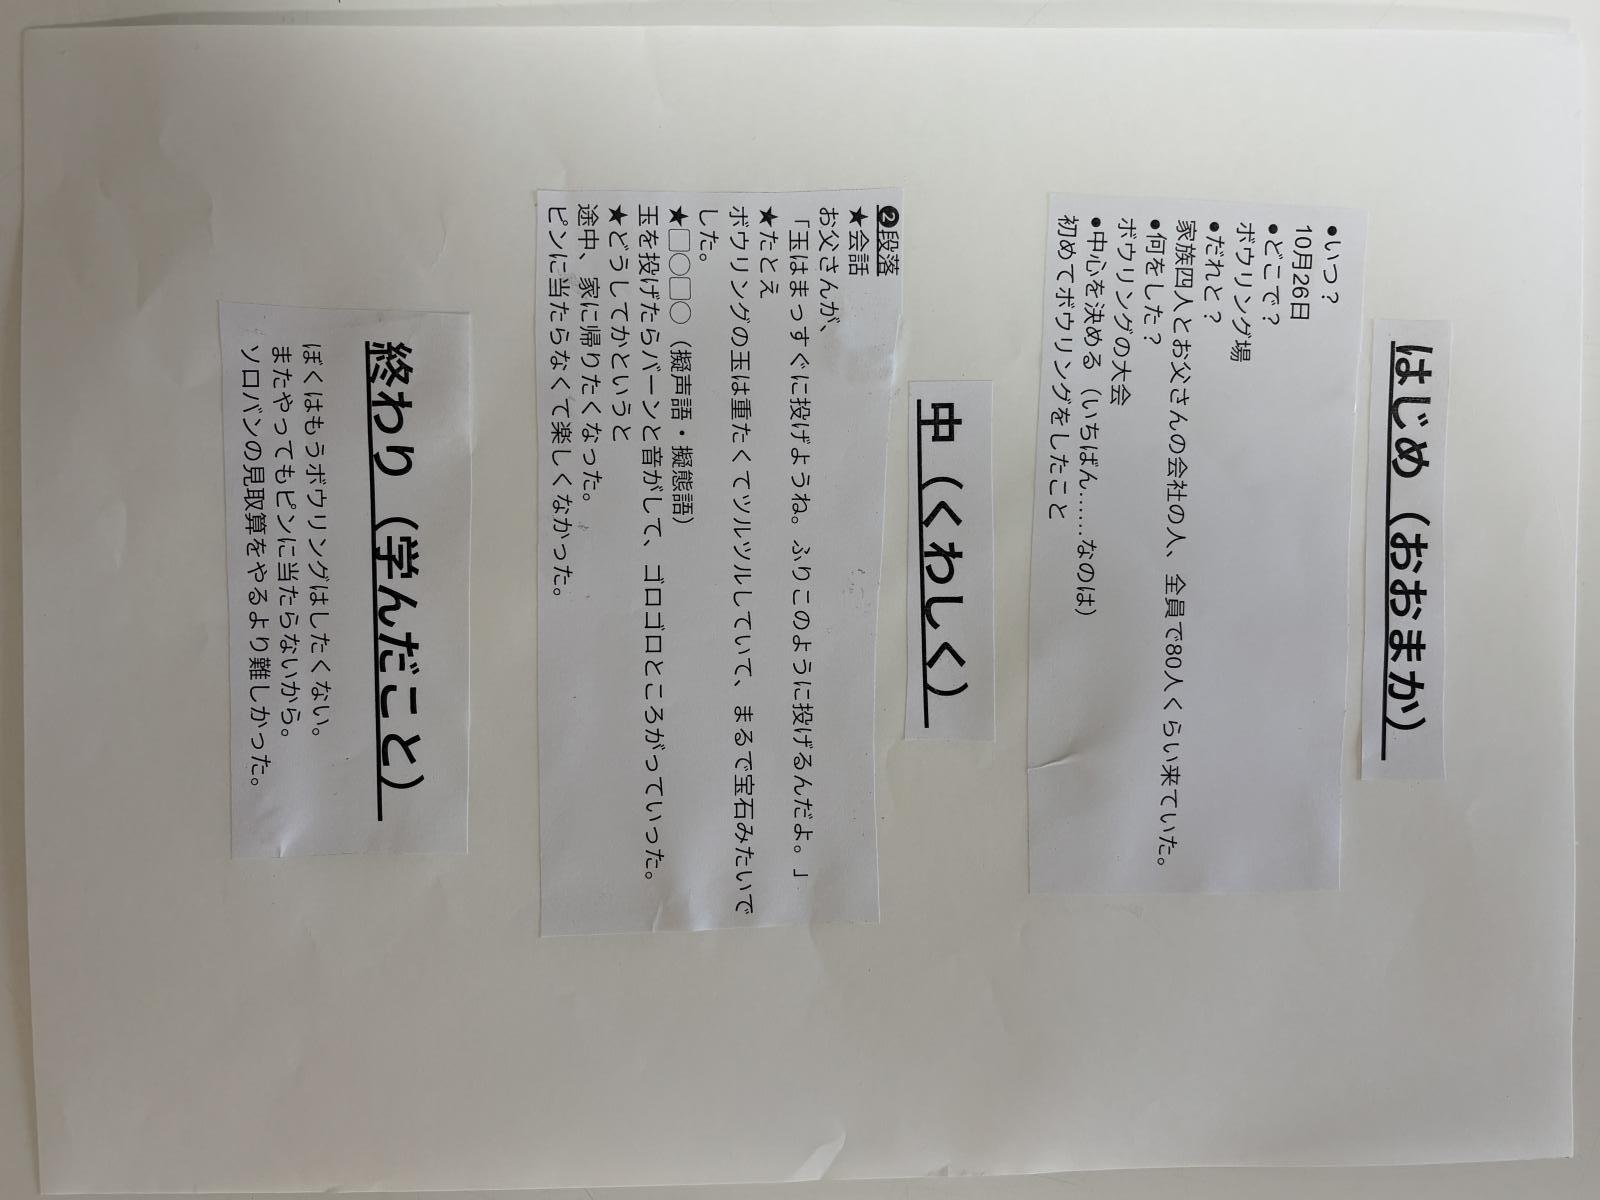 はじめ（おおまか）
●いつ？
10月26日
●どこで？
ボウリング場
●だれと？
家族四人とお父さんの会社の人、全員で80人くらい来ていた。
●何をした？
ボウリングの大会
●中心を決める（いちばん……なのは）
初めてボウリングをしたこと
中（くわしく）
❷段落
★会話
お父さんが、
「玉はまっすぐに投げようね。ふりこのように投げるんだよ。」
★たとえ
ボウリングの玉は重たくてツルツルしていて、まるで宝石みたいで
した。
★□○□○（擬声語・擬態語）
玉を投げたらバーンと音がして、ゴロゴロところがっていった。
★どうしてかというと
途中、家に帰りたくなった。
ピンに当たらなくて楽しくなかった。
終わり（学んだこと）
ぼくはもうボウリングはしたくない。
またやってもピンに当たらないから。
ソロバンの見取算をやるより難しかった。